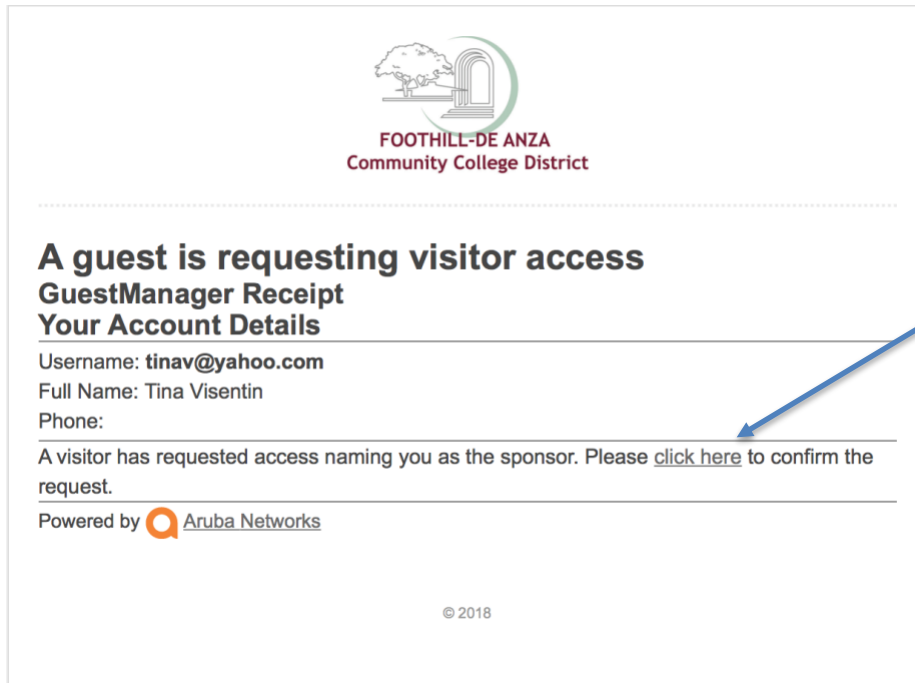 FOOTHILL-DE ANZA
Community College District
A guest is requesting visitor access
GuestManager Receipt
Your Account Details
Username: tinav@yahoo.com
Full Name: Tina Visentin
Phone:
A visitor has requested access naming you as the sponsor. Please click here to confirm the
request.
Powered by Aruba Networks
© 2018